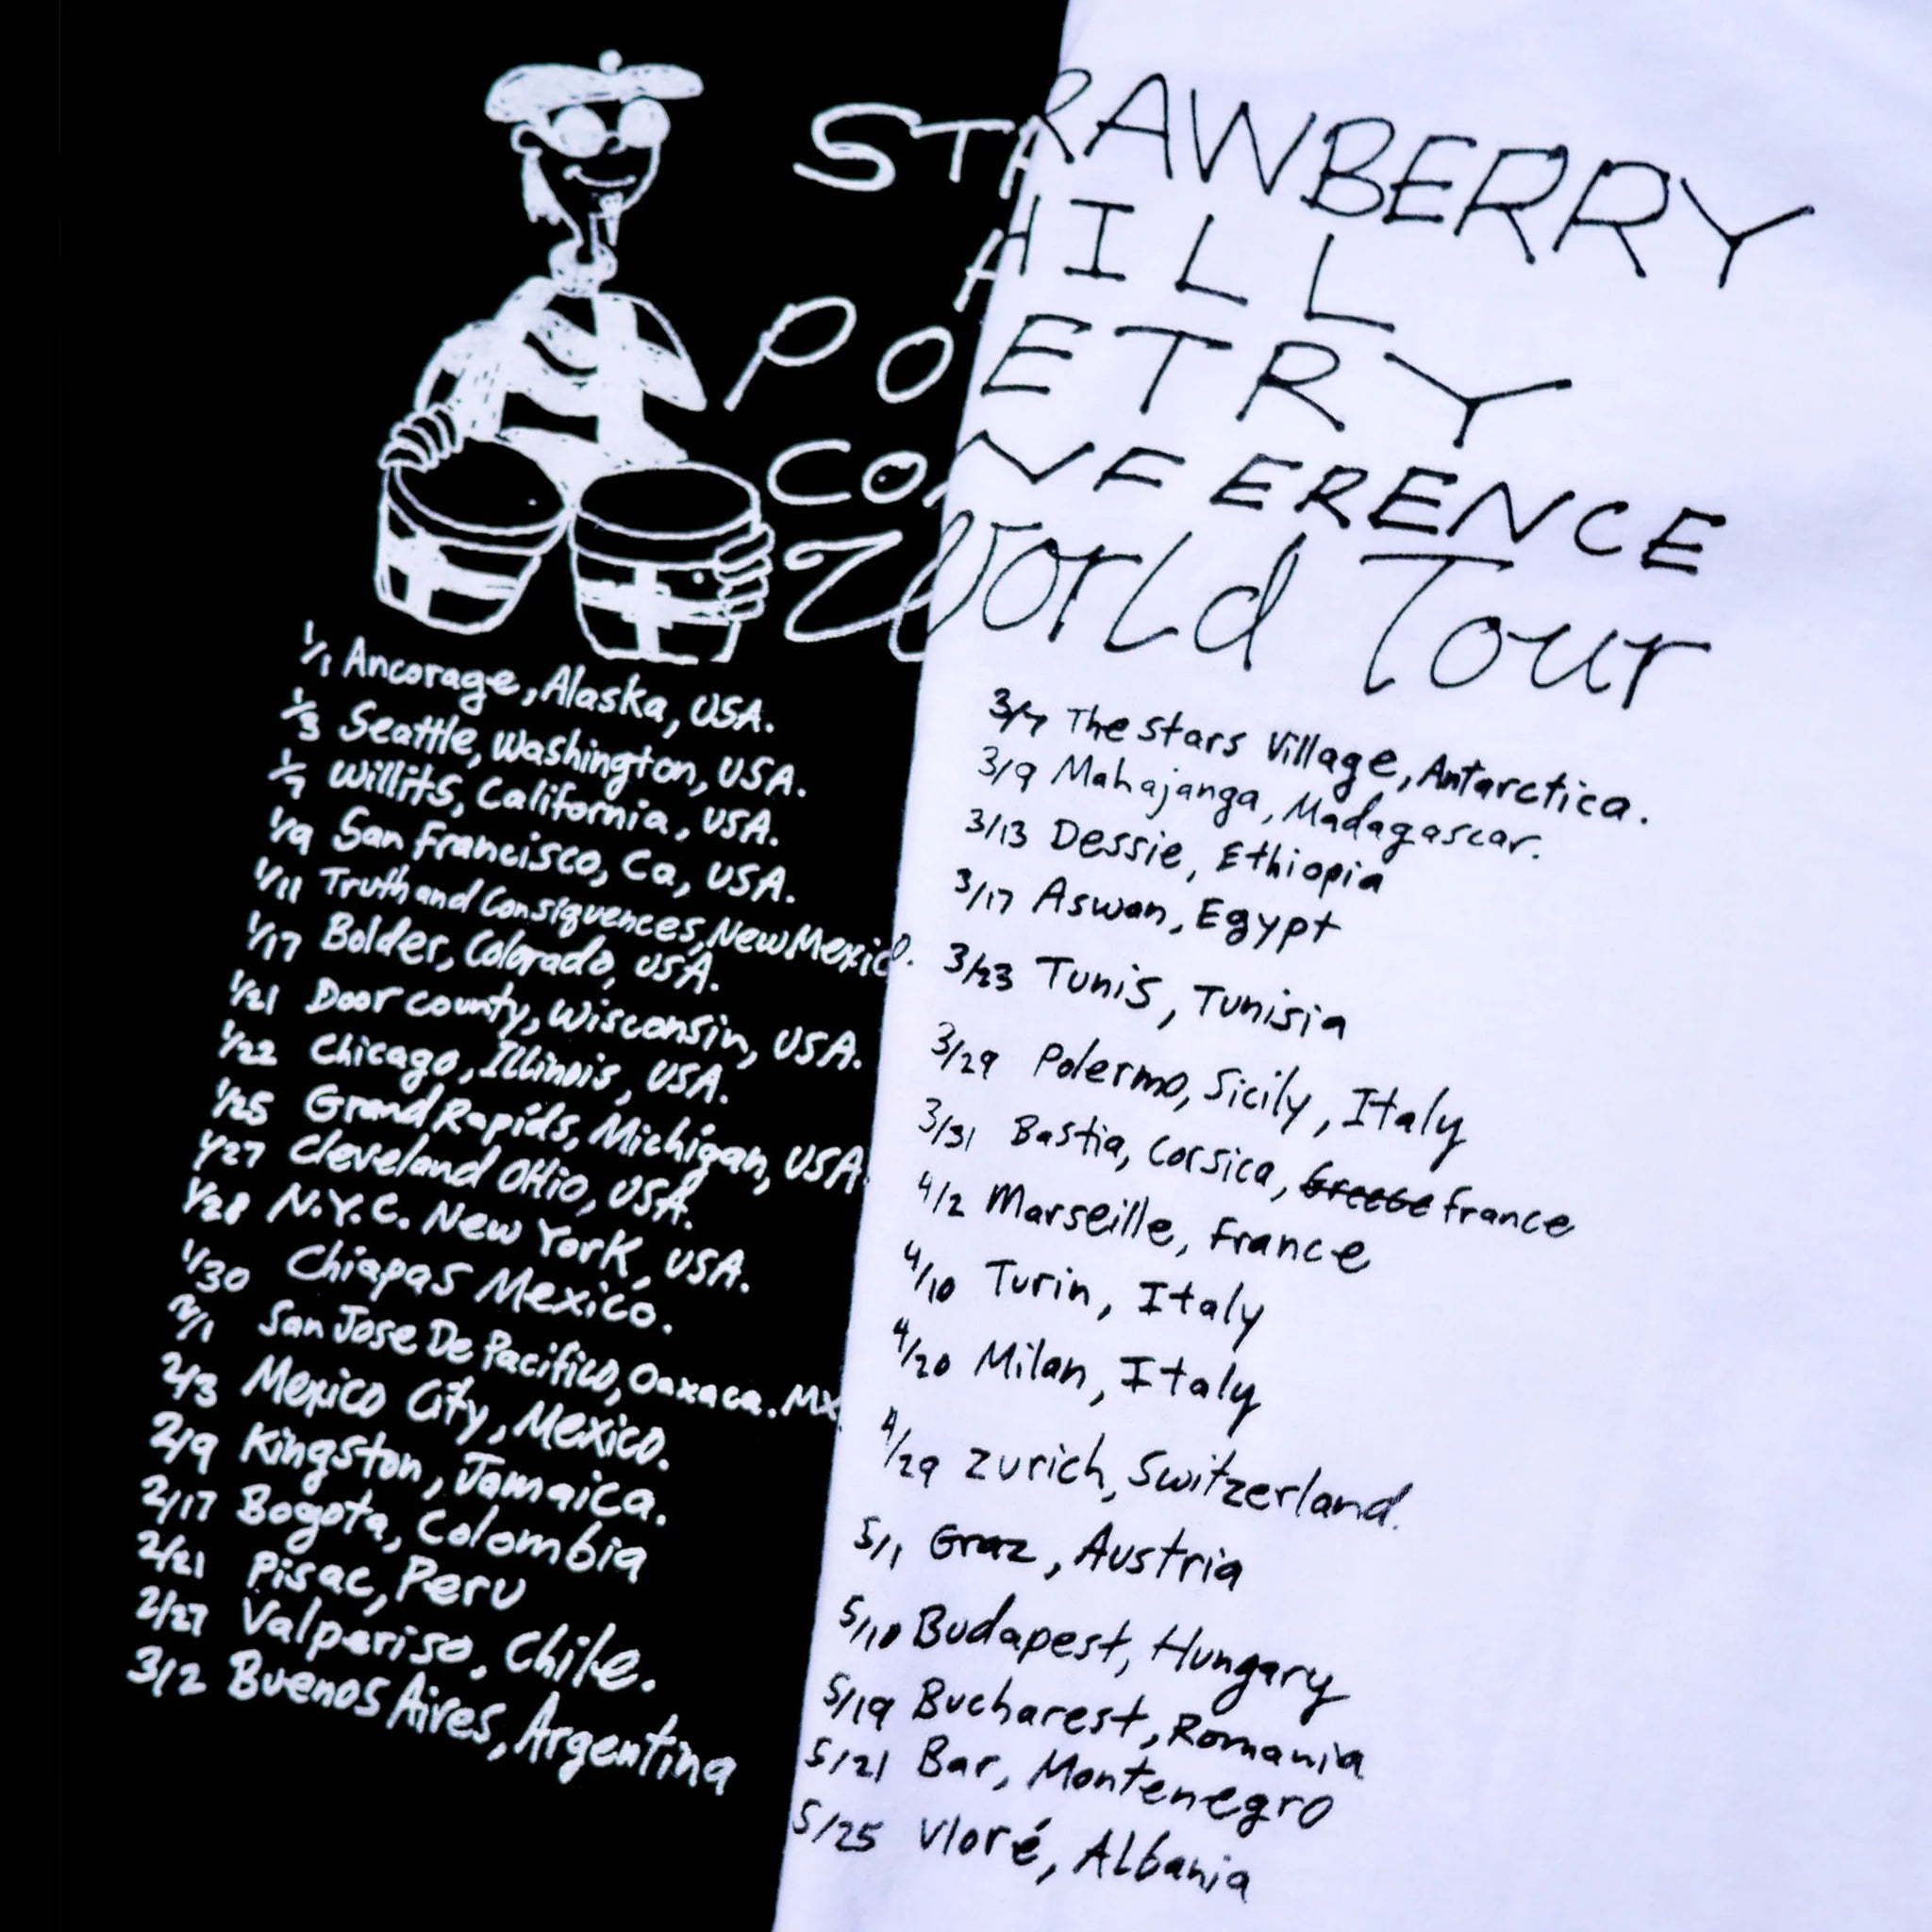 STRAWBERRY
HILL
POETRY
CONFERENCE
World Tour
1/1 Ancorage, Alaska, USA.
1/3 Seattle, Washington, USA.
1/7 Willits, California, USA.
1/9 San Francisco, Ca, USA.
1/11 Truth and Consiquences, New Mexico.
1/17 Bolder, Colorado, USA.
1/21 Door county, Wisconsin, USA.
1/22 Chicago, Illinois, USA.
1/25 Grand Rapids, Michigan, USA.
1/27 Cleveland OHio, USA.
1/28 N.Y.C. New York, USA.
1/30 Chiapas Mexico.
2/1 San Jose De Pacifico, Oaxaca. MX.
2/3 Mexico City, Mexico.
2/9 Kingston, Jamaica.
2/17 Bogota, Colombia
2/21 Pisac, Peru
2/27 Valperiso, Chile.
3/2 Buenos Aires, Argentina
3/7 The Stars Village, Antarctica.
3/9 Mahajanga, Madagascar.
3/13 Dessie, Ethiopia
3/17 Aswan, Egypt
3/23 Tunis, Tunisia
3/29 Polermo, Sicily, Italy
3/31 Bastia, Corsica, Greece france
4/2 Marseille, France
4/10 Turin, Italy
4/20 Milan, Italy
4/29 Zurich, Switzerland.
5/1 Graz, Austria
5/10 Budapest, Hungary
5/19 Bucharest, Romania
5/21 Bar, Montenegro
5/25 Vloré, Albania